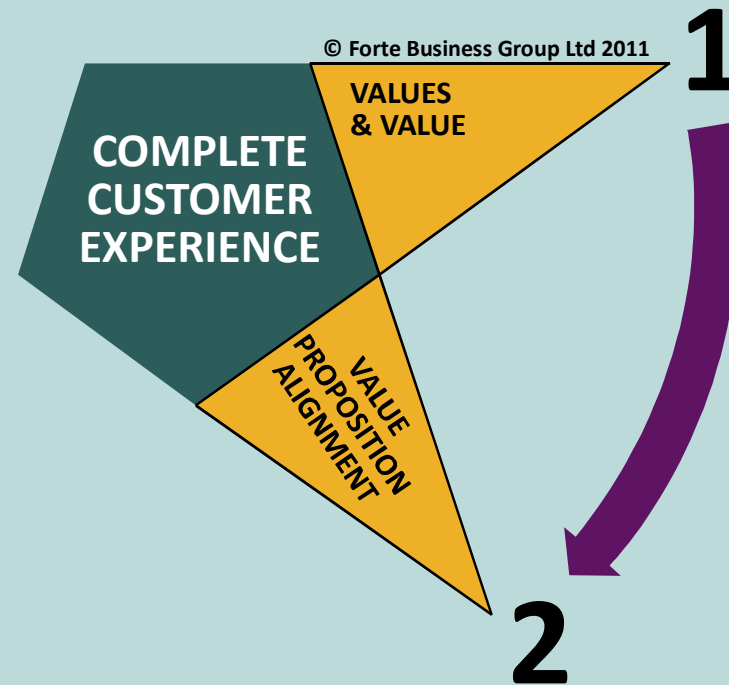 © Forte Business Group Ltd 2011
1
VALUES
& VALUE
COMPLETE
CUSTOMER
EXPERIENCE
VALUE
PROPOSITION
ALIGNMENT
2